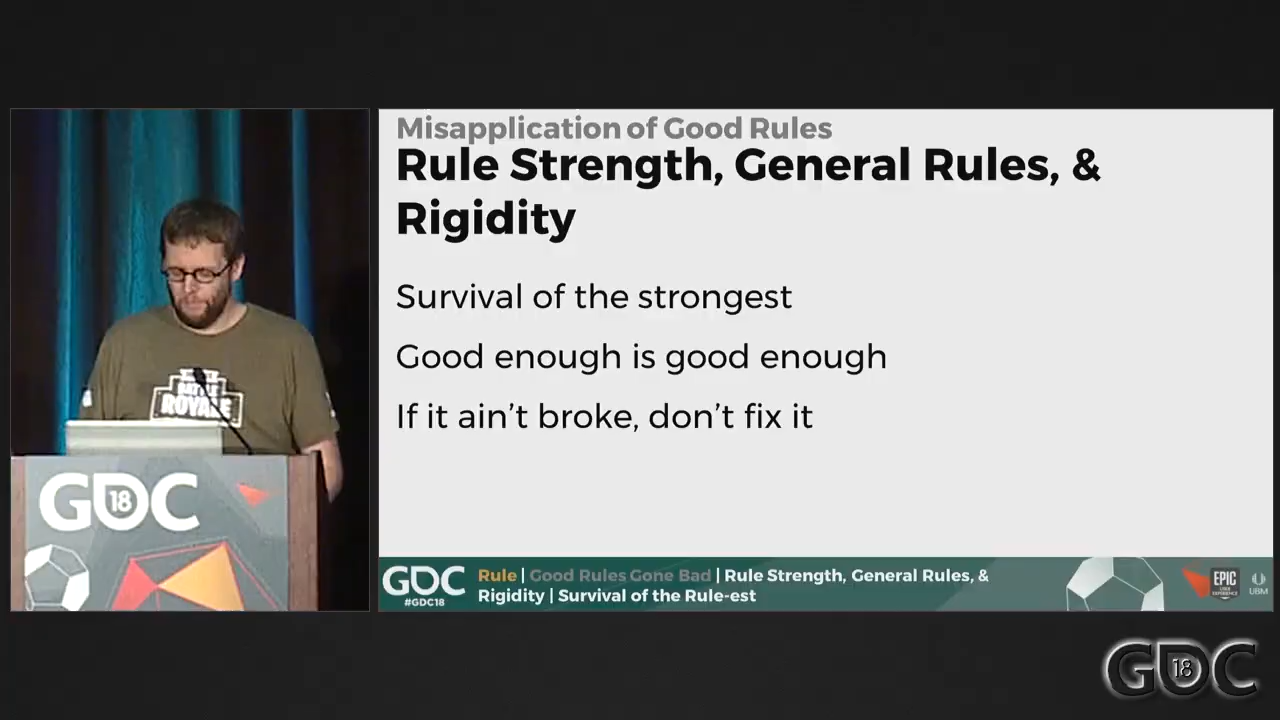 Misapplication of Good Rules
Rule Strength, General Rules, &
Rigidity
Survival of the strongest
Good enough is good enough
If it ain't broke, don't fix it
BATTLE
ROYALE
GDC
18
GDC
#GDC18
Rule | Good Rules Gone Bad | Rule Strength, General Rules, &
Rigidity | Survival of the Rule-est
EPIC
UBM
GDC
18